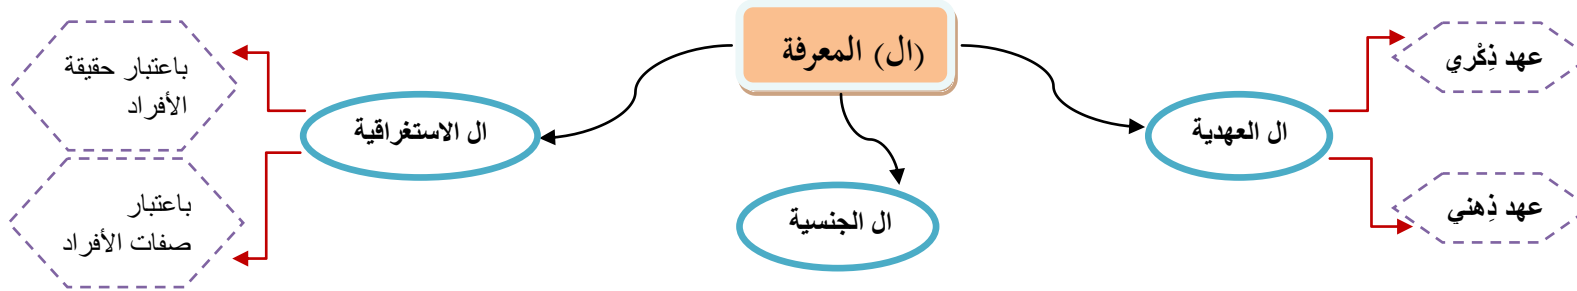 (ال) المعرفة
ال العهدية
عهد ذِكْري
عهد ذِهني
ال الجنسية
ال الاستغراقية
باعتبار حقيقة
الأفراد
باعتبار
صفات الأفراد